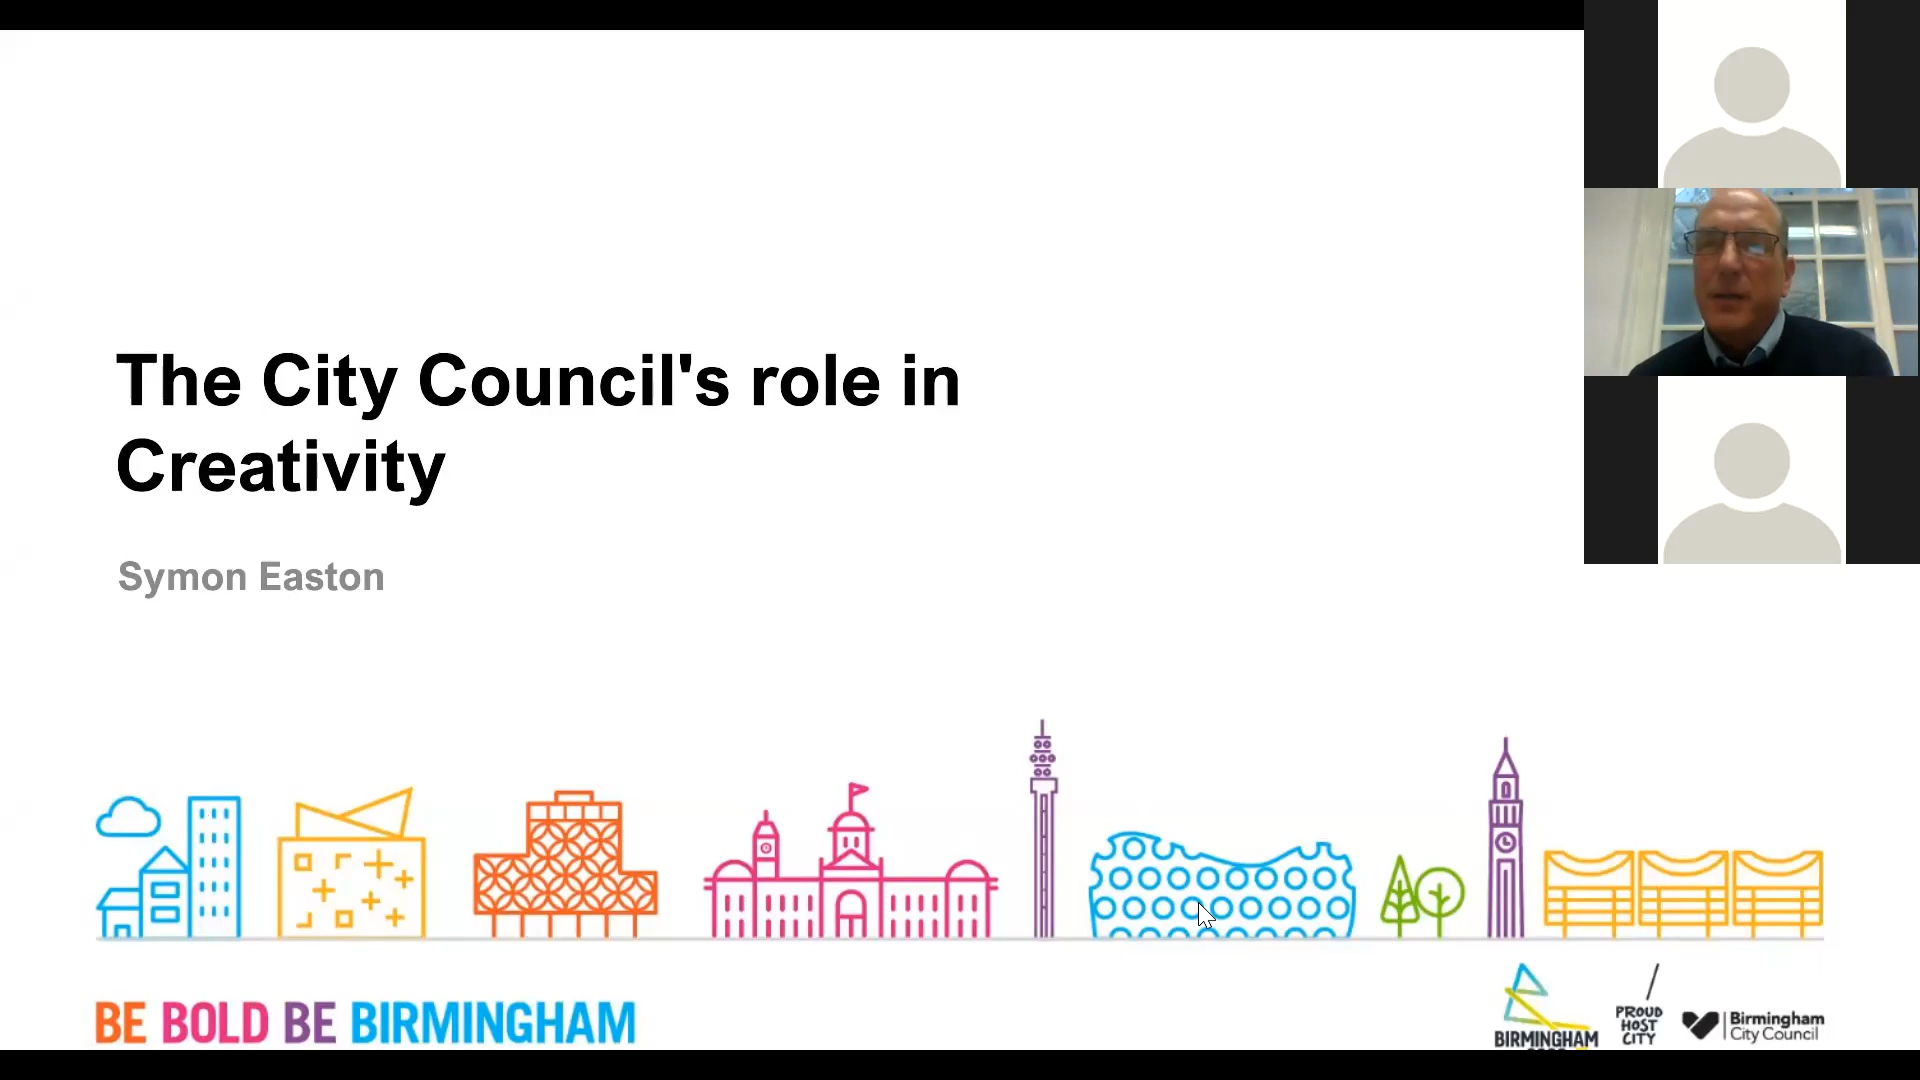 The City Council's role in
Creativity
Symon Easton
BE BOLD BE BIRMINGHAM
BIRMINGHAM
PROUD
HOST
CITY
Birmingham
City Council